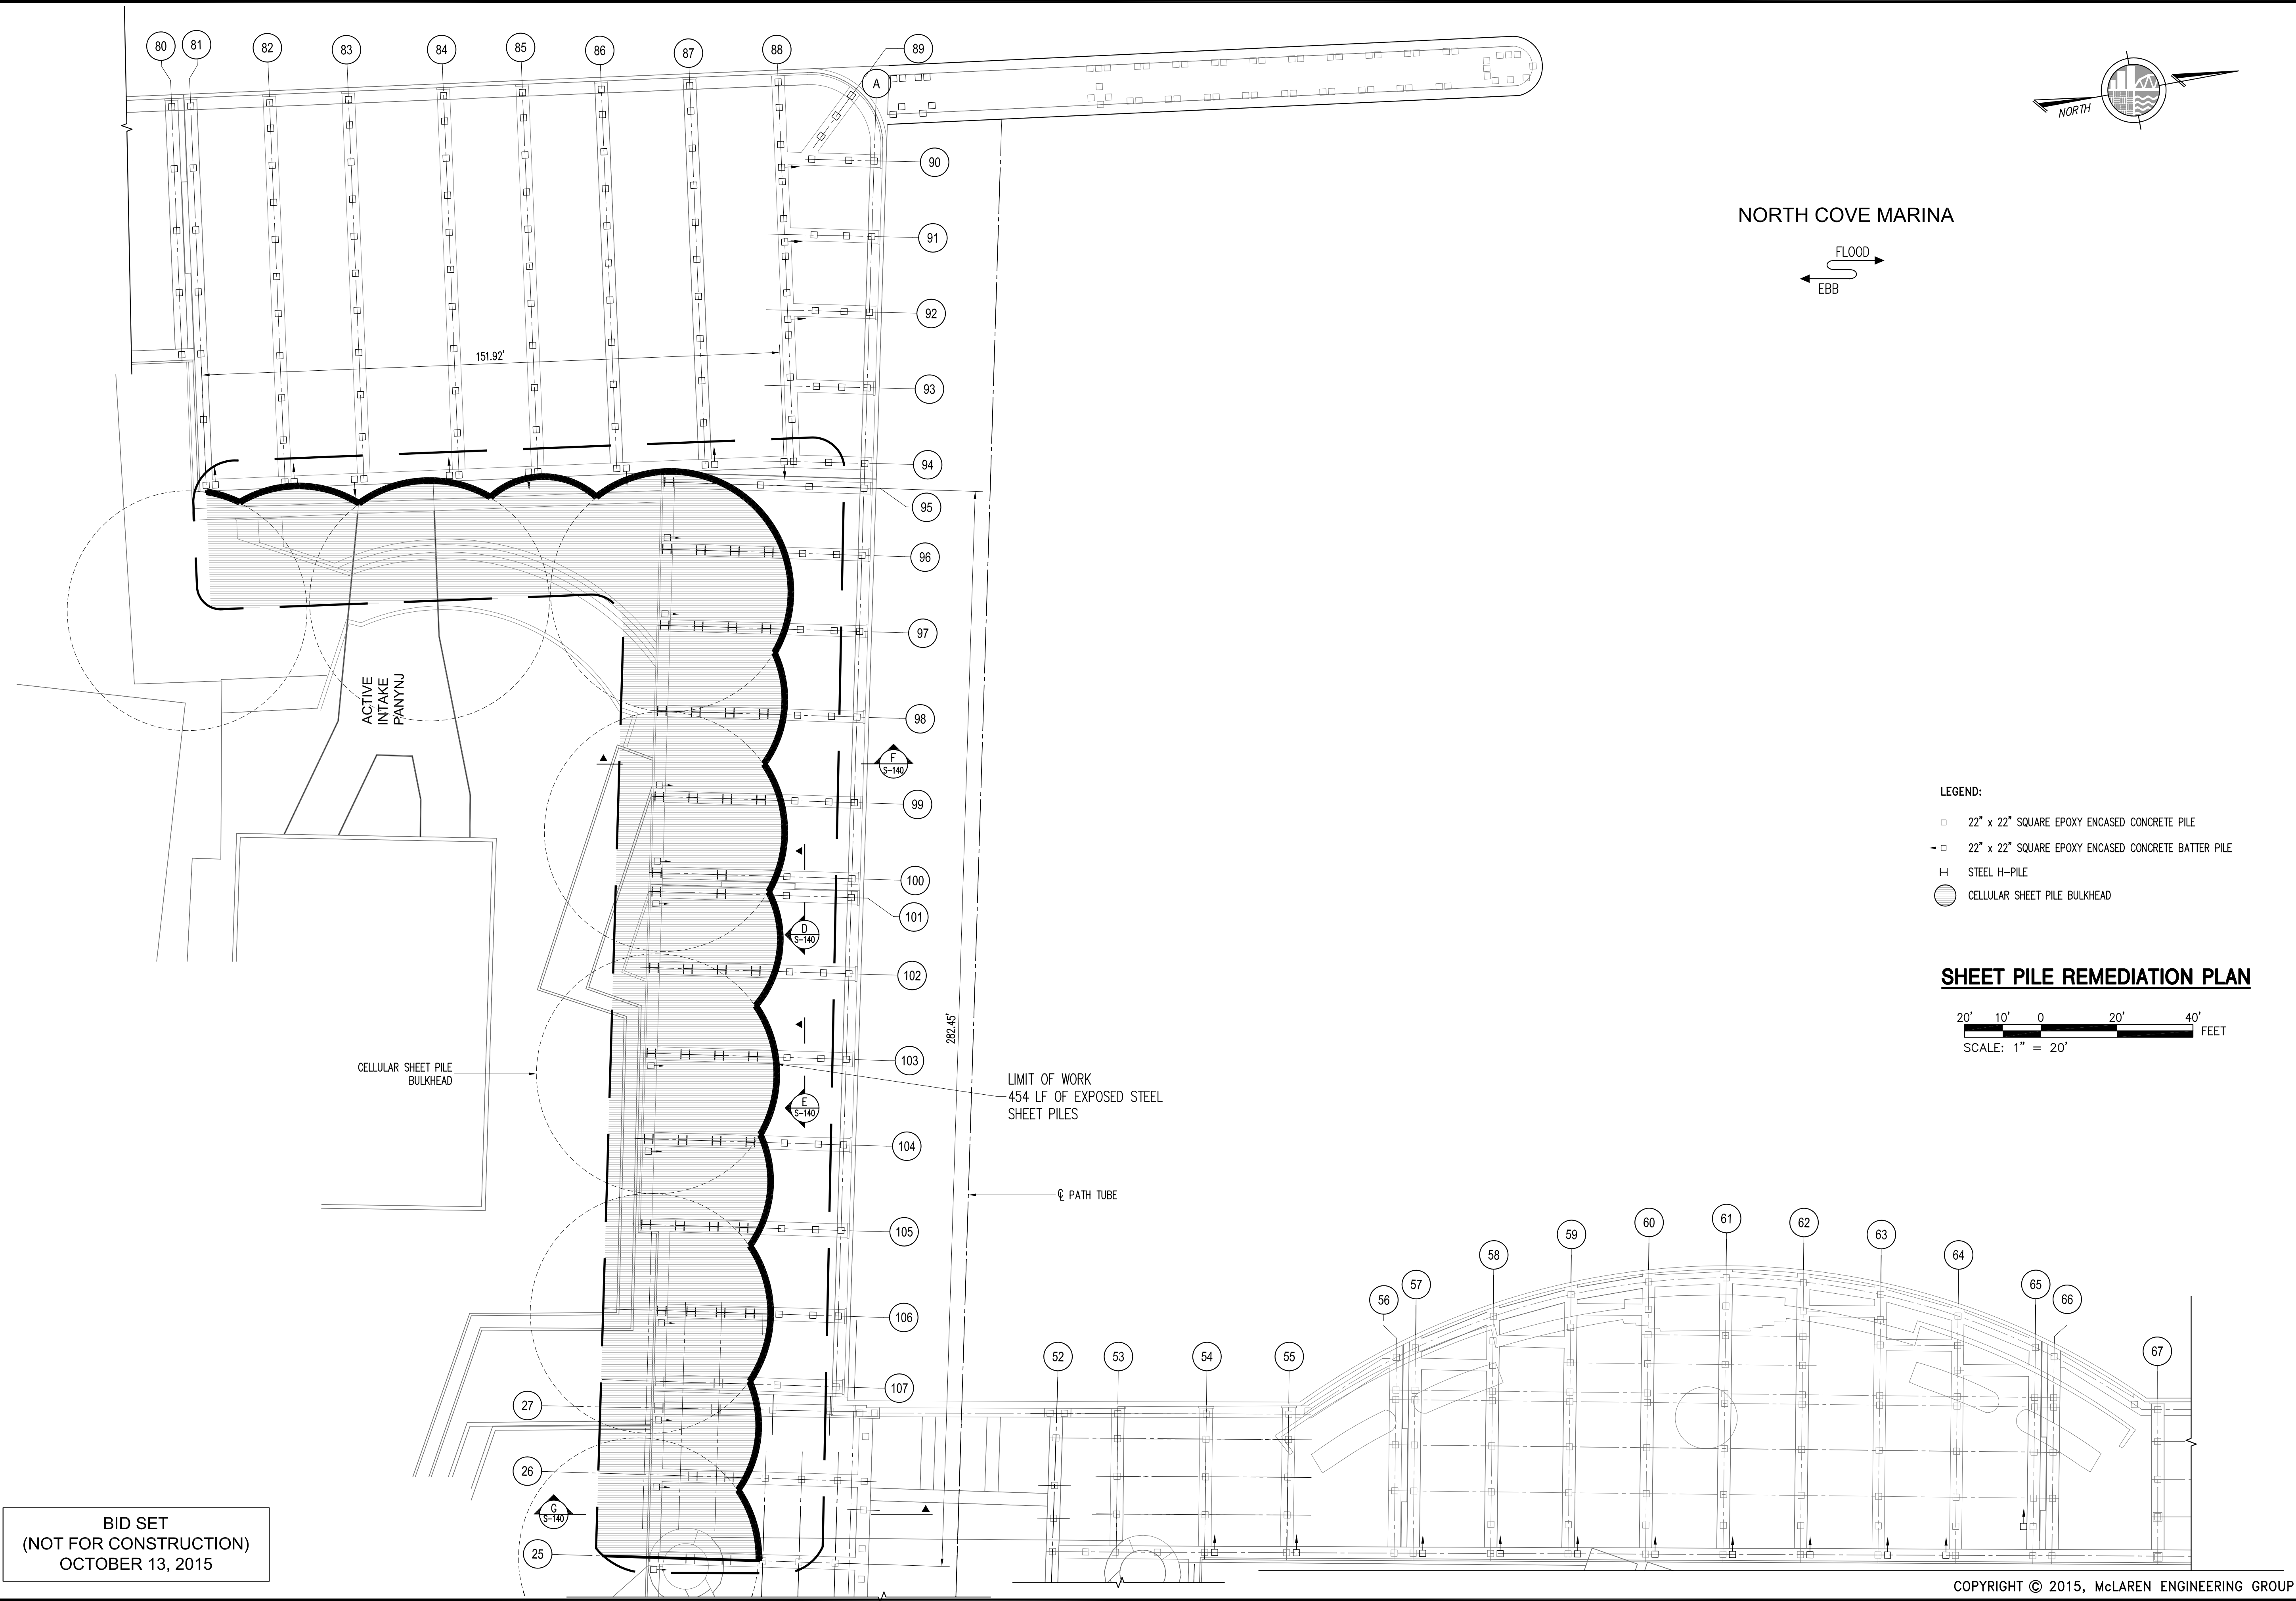 80
81
82
83
84
85
86
87
88
89
A
90
91
92
93
94
95
96
97
98
99
100
101
102
103
104
105
106
107
27
26
25
151.92'
282.45'
NORTH
NORTH COVE MARINA
FLOOD
EBB
ACTIVE
INTAKE
PANYNJ
F
S-140
D
S-140
E
S-140
G
S-140
CELLULAR SHEET PILE
BULKHEAD
LIMIT OF WORK
454 LF OF EXPOSED STEEL
SHEET PILES
℄ PATH TUBE
LEGEND:
22" x 22" SQUARE EPOXY ENCASED CONCRETE PILE
22" x 22" SQUARE EPOXY ENCASED CONCRETE BATTER PILE
STEEL H-PILE
CELLULAR SHEET PILE BULKHEAD
SHEET PILE REMEDIATION PLAN
20' 10' 0 20' 40'
FEET
SCALE: 1" = 20'
52
53
54
55
56
57
58
59
60
61
62
63
64
65
66
67
BID SET
(NOT FOR CONSTRUCTION)
OCTOBER 13, 2015
COPYRIGHT © 2015, McLAREN ENGINEERING GROUP